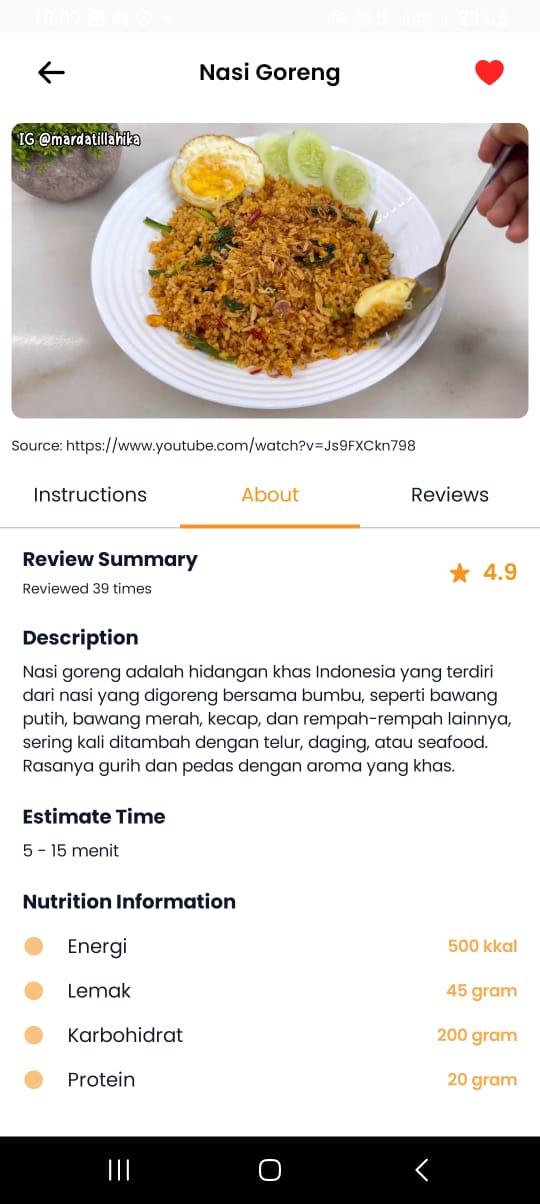 18:09
23%
Nasi Goreng
IG @mardatillahika
Source: https://www.youtube.com/watch?v=Js9FXCkn798
Instructions
About
Reviews
Review Summary
4.9
Reviewed 39 times
Description
Nasi goreng adalah hidangan khas Indonesia yang terdiri
dari nasi yang digoreng bersama bumbu, seperti bawang
putih, bawang merah, kecap, dan rempah-rempah lainnya,
sering kali ditambah dengan telur, daging, atau seafood.
Rasanya gurih dan pedas dengan aroma yang khas.
Estimate Time
5 - 15 menit
Nutrition Information
Energi 500 kkal
Lemak 45 gram
Karbohidrat 200 gram
Protein 20 gram